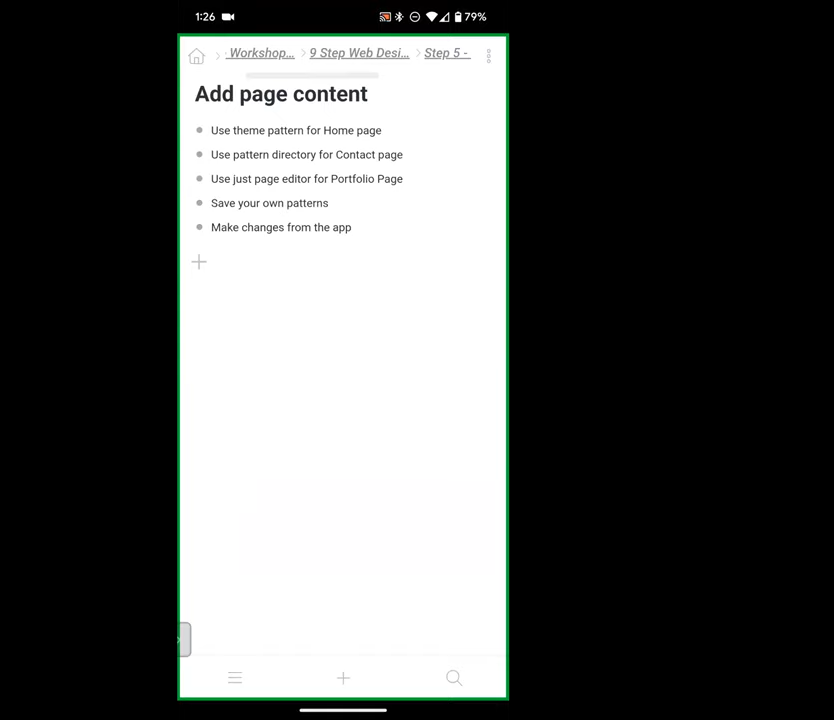 1:26 79%
Workshop... 9 Step Web Desi... Step 5 -
Add page content
Use theme pattern for Home page
Use pattern directory for Contact page
Use just page editor for Portfolio Page
Save your own patterns
Make changes from the app